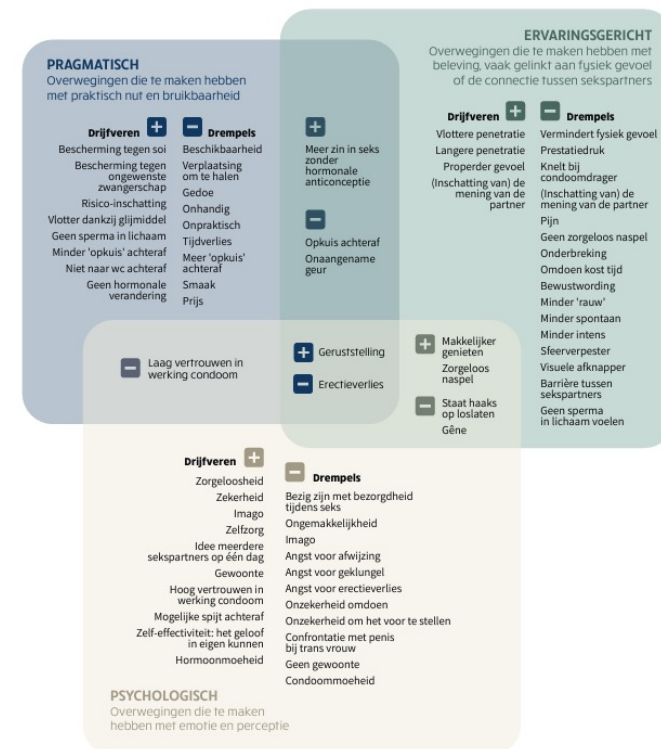 PRAGMATISCH
Overwegingen die te maken hebben
met praktisch nut en bruikbaarheid
Drijfveren +
Bescherming tegen soi
Bescherming tegen
ongewenste
zwangerschap
Risico-inschatting
Vlotter dankzij glijmiddel
Geen sperma in lichaam
Minder 'opkuis' achteraf
Niet naar wc achteraf
Geen hormonale
verandering
− Drempels
Beschikbaarheid
Verplaatsing
om te halen
Gedoe
Onhandig
Onpraktisch
Tijdverlies
Meer 'opkuis'
achteraf
Smaak
Prijs
+
Meer zin in seks
zonder
hormonale
anticonceptie
−
Opkuis achteraf
Onaangename
geur
ERVARINGSGERICHT
Overwegingen die te maken hebben met
beleving, vaak gelinkt aan fysiek gevoel
of de connectie tussen sekspartners
Drijfveren +
Vlottere penetratie
Langere penetratie
Properder gevoel
(Inschatting van) de
mening van de
partner
− Drempels
Vermindert fysiek gevoel
Prestatiedruk
Knelt bij
condoomdrager
(Inschatting van) de
mening van de partner
Pijn
Geen zorgeloos naspel
Onderbreking
Omdoen kost tijd
Bewustwording
Minder 'rauw'
Minder spontaan
Minder intens
Sfeerverpester
Visuele afknapper
Barrière tussen
sekspartners
Geen sperma
in lichaam voelen
− Laag vertrouwen in
werking condoom
+ Geruststelling
− Erectieverlies
+ Makkelijker
genieten
Zorgeloos
naspel
− Staat haaks
op loslaten
Gêne
Drijfveren +
Zorgeloosheid
Zekerheid
Imago
Zelfzorg
Idee meerdere
sekspartners op één dag
Gewoonte
Hoog vertrouwen in
werking condoom
Mogelijke spijt achteraf
Zelf-effectiviteit: het geloof
in eigen kunnen
Hormoonmoeheid
− Drempels
Bezig zijn met bezorgdheid
tijdens seks
Ongemakkelijkheid
Imago
Angst voor afwijzing
Angst voor geklungel
Angst voor erectieverlies
Onzekerheid omdoen
Onzekerheid om het voor te stellen
Confrontatie met penis
bij trans vrouw
Geen gewoonte
Condoommoeheid
PSYCHOLOGISCH
Overwegingen die te maken
hebben met emotie en perceptie